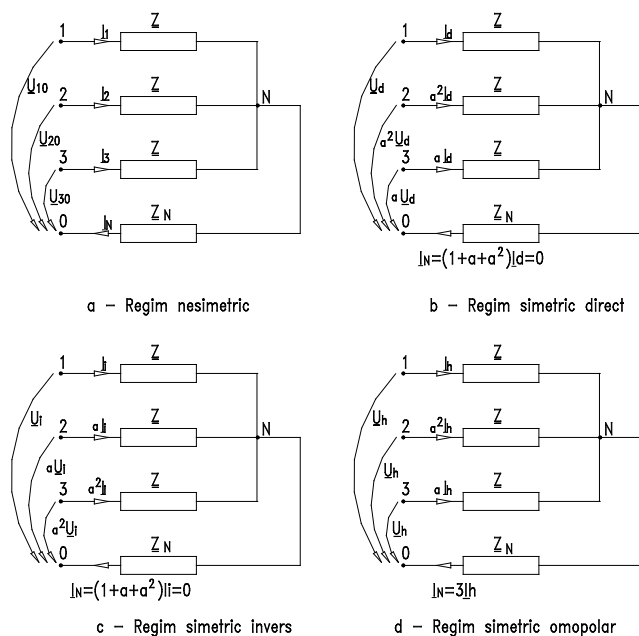 1 I1 Z
U10
2 I2 Z N
U20
3 I3 Z
U30
0 IN ZN
a - Regim nesimetric
1 Id Z
Ud
2 a²Id Z N
a²Ud
3 aId Z
aUd
0 ZN
IN=(1+a+a²)Id=0
b - Regim simetric direct
1 Ii Z
Ui
2 aIi Z N
aUi
3 a²Ii Z
a²Ui
0 ZN
IN=(1+a+a²)Ii=0
c - Regim simetric invers
1 Ih Z
Uh
2 a²Ih Z N
Uh
3 aIh Z
Uh
0 ZN
IN=3Ih
d - Regim simetric omopolar